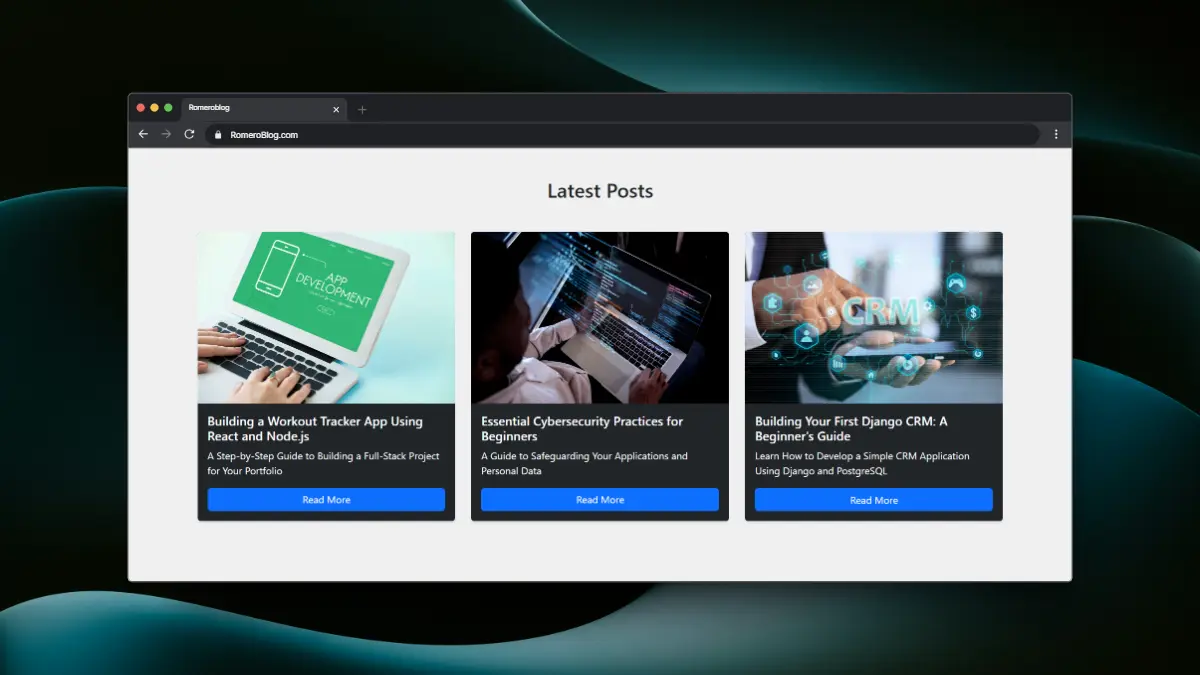 Romeroblog
RomeroBlog.com
Latest Posts
APP
DEVELOPMENT
CRM
Building a Workout Tracker App Using
React and Node.js
A Step-by-Step Guide to Building a Full-Stack Project
for Your Portfolio
Read More
Essential Cybersecurity Practices for
Beginners
A Guide to Safeguarding Your Applications and
Personal Data
Read More
Building Your First Django CRM: A
Beginner's Guide
Learn How to Develop a Simple CRM Application
Using Django and PostgreSQL
Read More